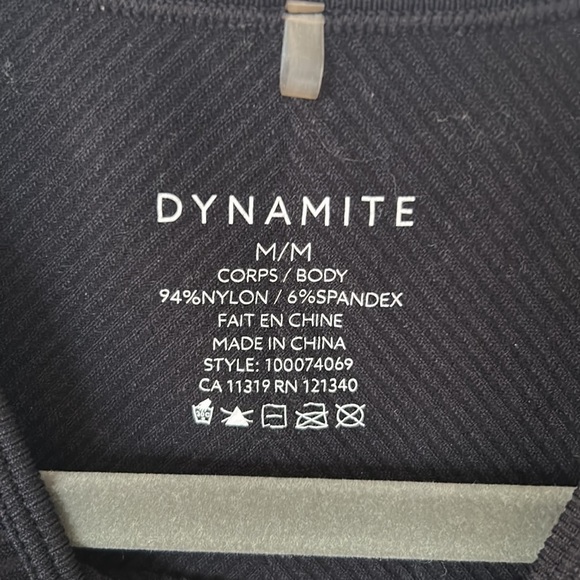 DYNAMITE
M/M
CORPS / BODY
94%NYLON / 6%SPANDEX
FAIT EN CHINE
MADE IN CHINA
STYLE: 100074069
CA 11319 RN 121340